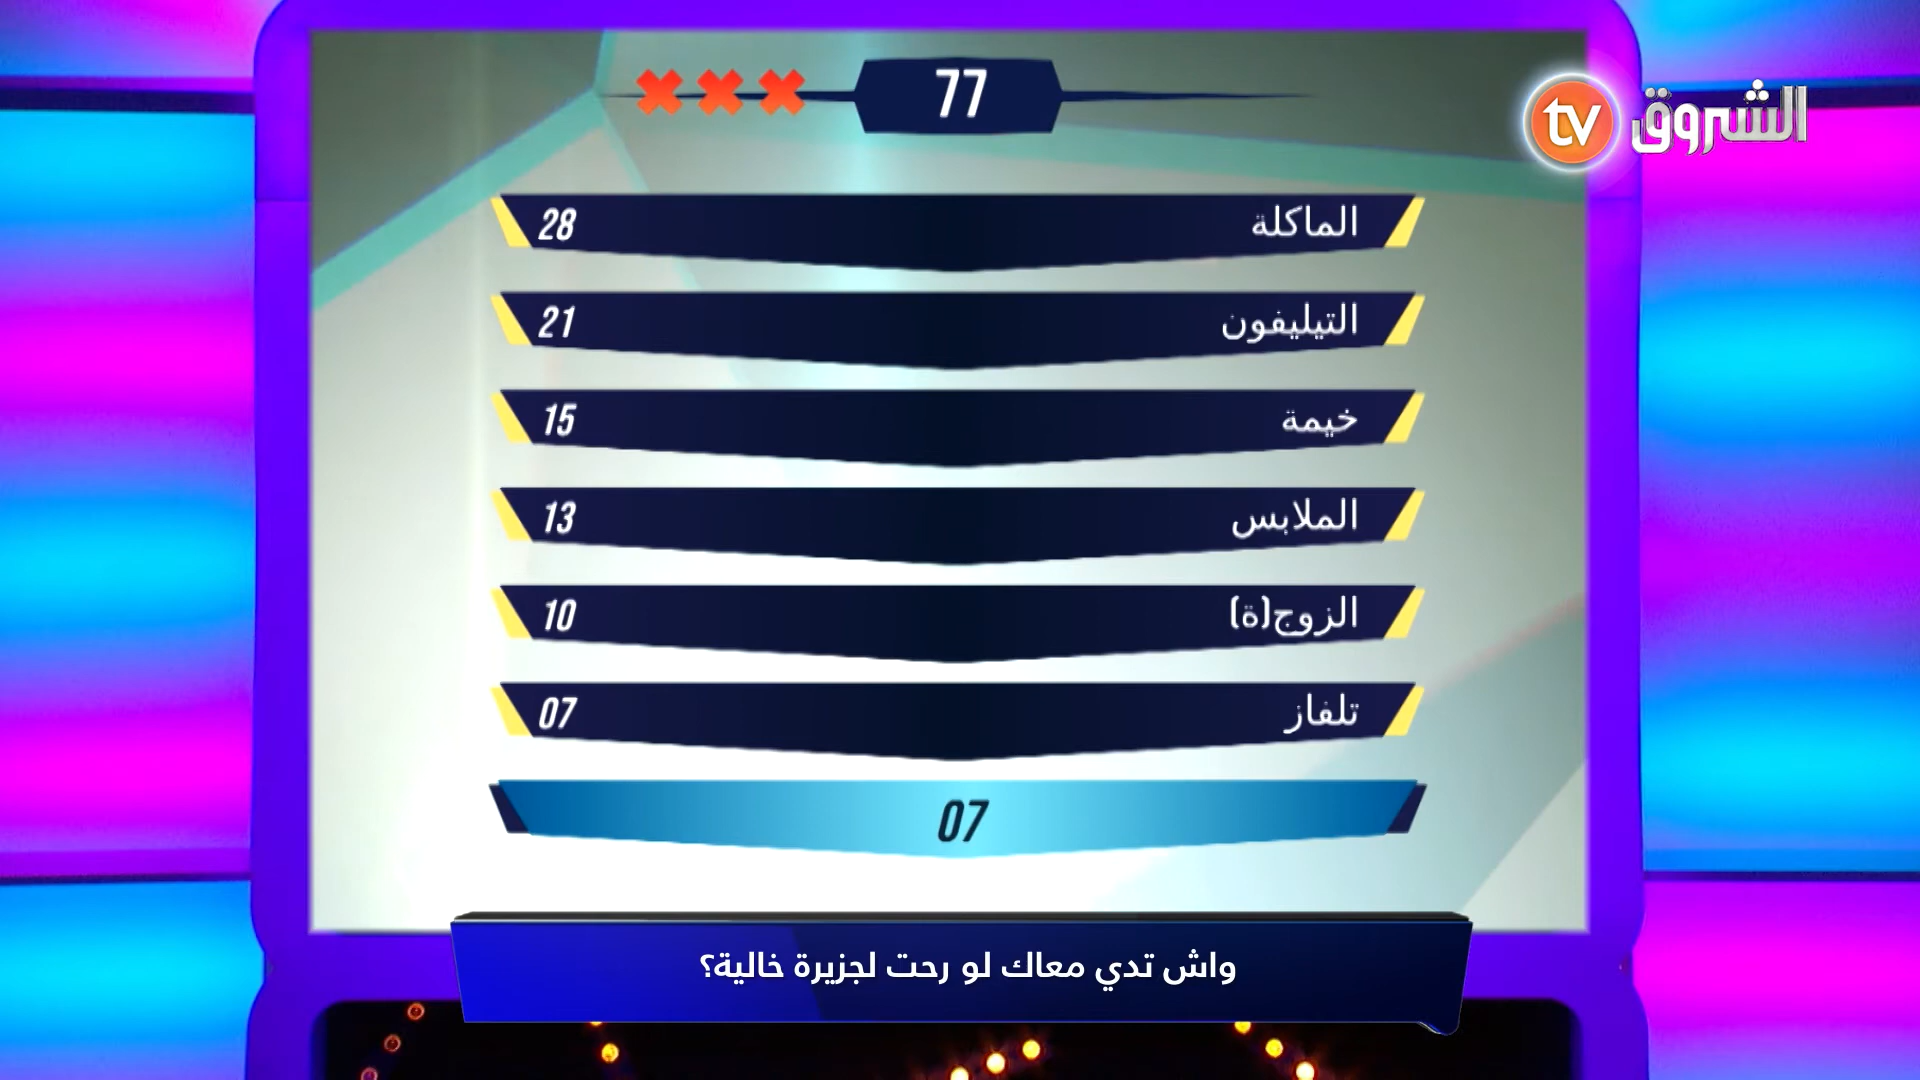 77
tv الشروق
الماكلة 28
التيليفون 21
خيمة 15
الملابس 13
الزوج(ة) 10
تلفاز 07
07
واش تدي معاك لو رحت لجزيرة خالية؟